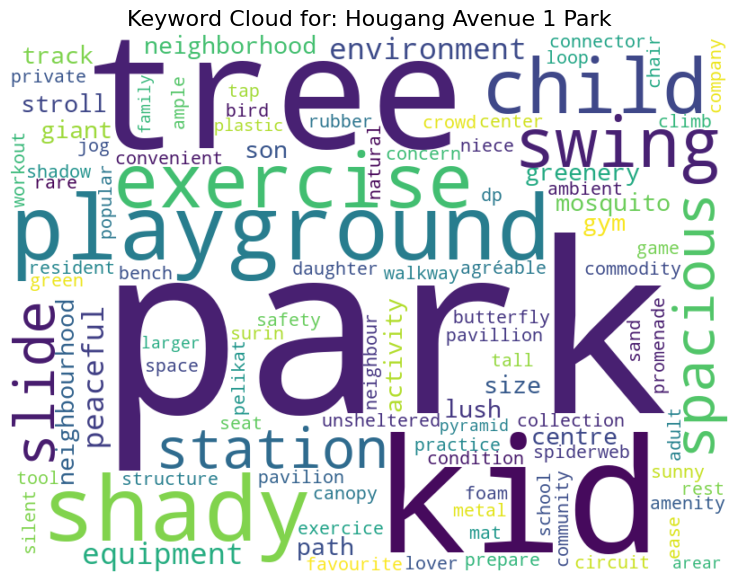 Keyword Cloud for: Hougang Avenue 1 Park
tree
child
neighborhood
environment
connector
loop
chair
company
track
private
stroll
family
ample
tap
bird
plastic
rubber
crowd
center
swing
climb
giant
jog
convenient
son
natural
concern
niece
greenery
shadow
rare
workout
popular
exercise
dp
ambient
mosquito
gym
spacious
playground
game
resident
bench
daughter
walkway
agréable
commodity
green
park
slide
neighbourhood
peaceful
larger
space
surin
safety
pelikat
seat
neighbour
activity
butterfly
pavillion
tall
size
sand
promenade
lush
unsheltered
pyramid
collection
station
kid
practice
condition
centre
spiderweb
adult
sunny
rest
tool
structure
pavilion
canopy
foam
metal
mat
school
community
amenity
silent
shady
exercice
equipment
path
favourite
lover
prepare
circuit
ease
arear